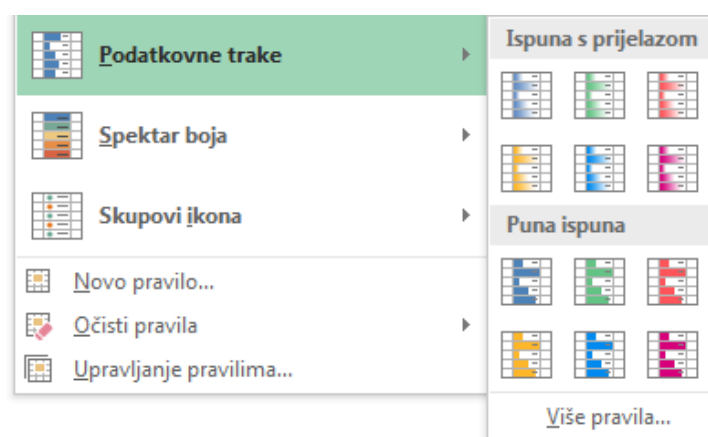 Podatkovne trake
Spektar boja
Skupovi ikona
Novo pravilo...
Očisti pravila
Upravljanje pravilima...
Ispuna s prijelazom
Puna ispuna
Više pravila...